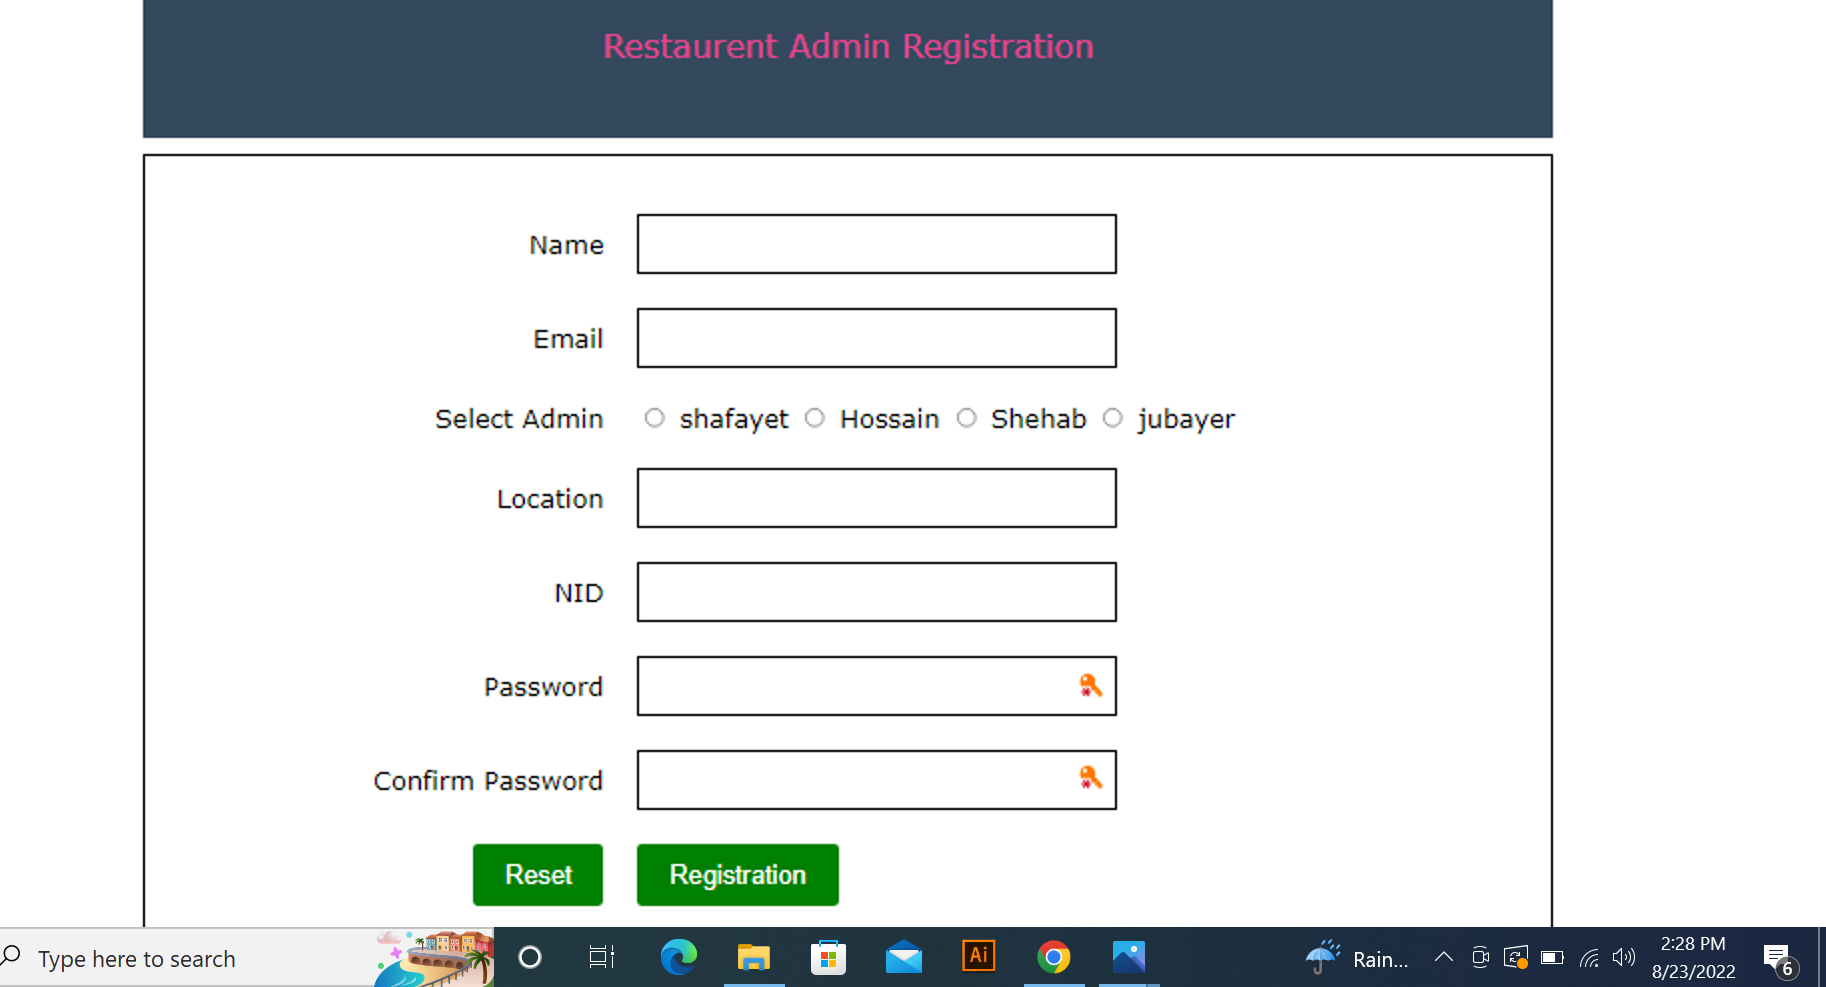 Restaurent Admin Registration
Name
Email
Select Admin shafayet Hossain Shehab jubayer
Location
NID
Password
Confirm Password
Reset Registration
Type here to search
Ai
Rain...
2:28 PM
8/23/2022
6